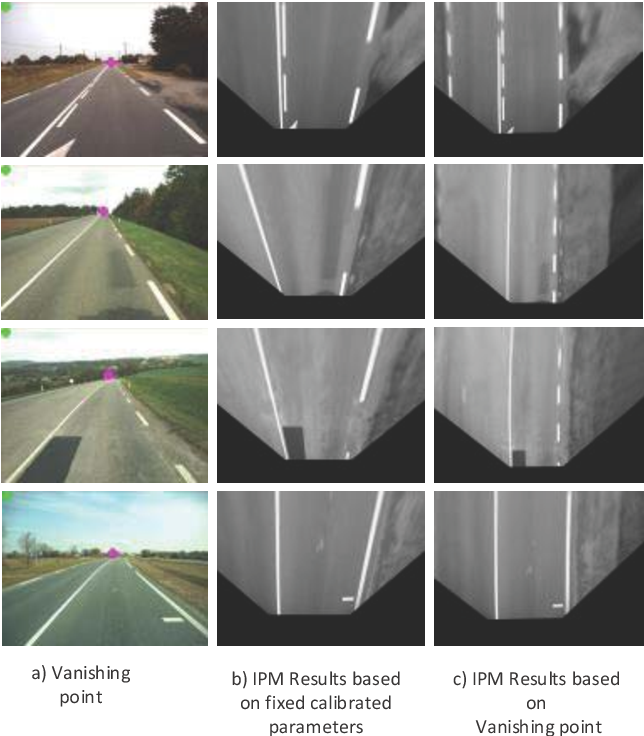 a) Vanishing
point
b) IPM Results based
on fixed calibrated
parameters
c) IPM Results based
on
Vanishing point